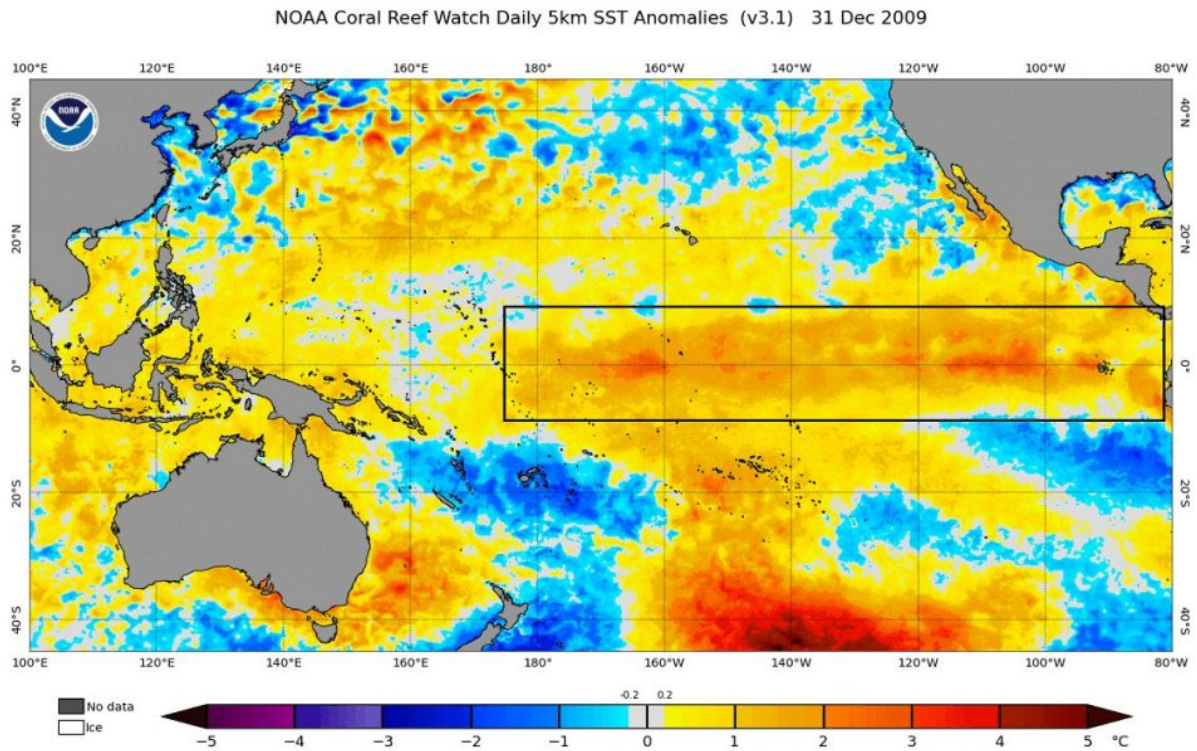 NOAA Coral Reef Watch Daily 5km SST Anomalies (v3.1) 31 Dec 2009
100°E 120°E 140°E 160°E 180° 160°W 140°W 120°W 100°W 80°W
NOAA
40°N 40°N
20°N 20°N
0° 0°
20°S 20°S
40°S 40°S
100°E 120°E 140°E 160°E 180° 160°W 140°W 120°W 100°W 80°W
-0.2 0.2
No data
Ice
−5 −4 −3 −2 −1 0 1 2 3 4 5 °C